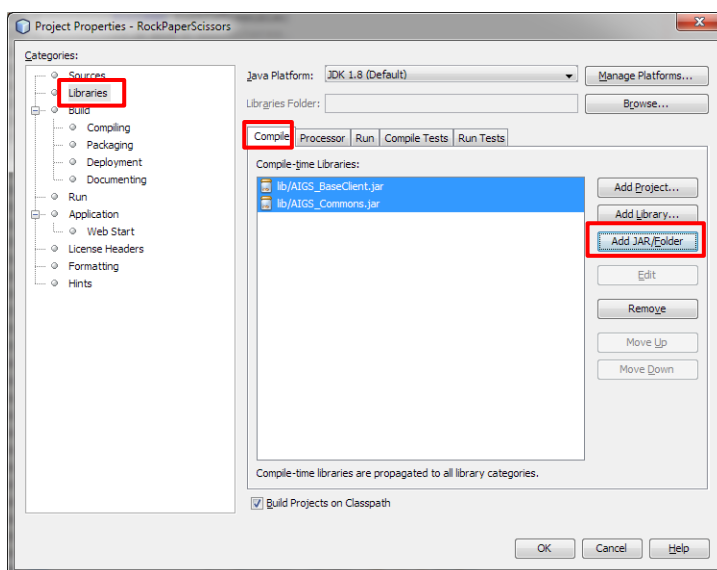 Project Properties - RockPaperScissors
Categories:
Sources
Libraries
Build
Compiling
Packaging
Deployment
Documenting
Run
Application
Web Start
License Headers
Formatting
Hints
Java Platform: JDK 1.8 (Default) Manage Platforms...
Libraries Folder: Browse...
Compile Processor Run Compile Tests Run Tests
Compile-time Libraries:
lib/AIGS_BaseClient.jar
lib/AIGS_Commons.jar
Add Project...
Add Library...
Add JAR/Folder
Edit
Remove
Move Up
Move Down
Compile-time libraries are propagated to all library categories.
Build Projects on Classpath
OK Cancel Help